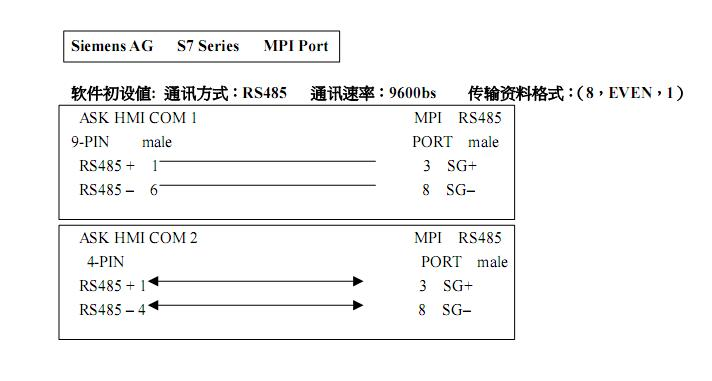 Siemens AG S7 Series MPI Port
软件初设值: 通讯方式：RS485 通讯速率：9600bs 传输资料格式：（8，EVEN，1）
ASK HMI COM 1 MPI RS485
9-PIN male PORT male
RS485 + 1 3 SG+
RS485 – 6 8 SG–
ASK HMI COM 2 MPI RS485
4-PIN PORT male
RS485 + 1 3 SG+
RS485 – 4 8 SG–